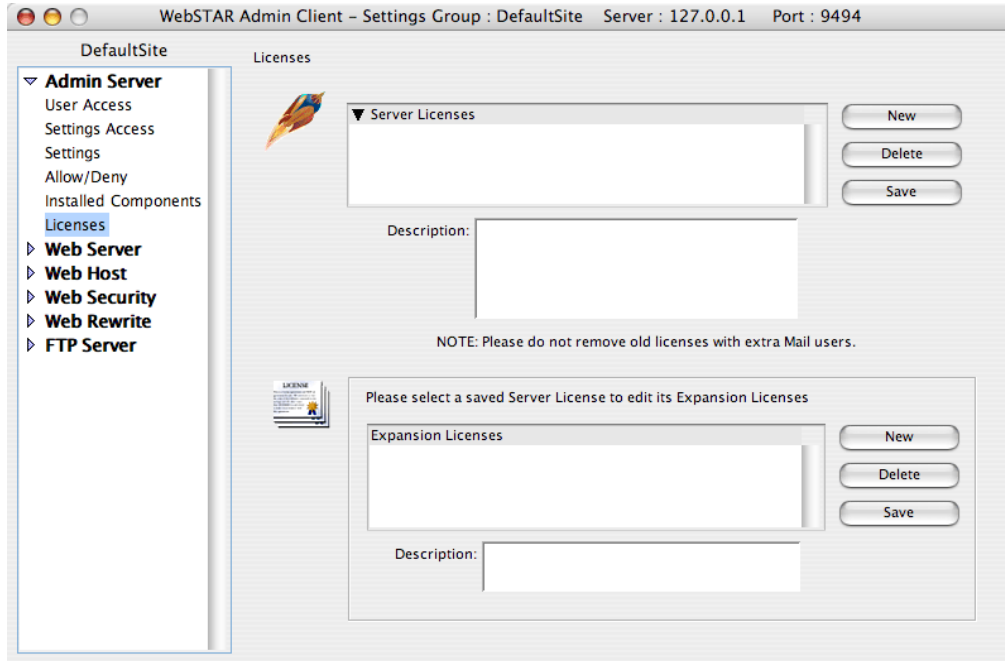 WebSTAR Admin Client – Settings Group : DefaultSite Server : 127.0.0.1 Port : 9494
DefaultSite
Admin Server
User Access
Settings Access
Settings
Allow/Deny
Installed Components
Licenses
Web Server
Web Host
Web Security
Web Rewrite
FTP Server
Licenses
Server Licenses
New
Delete
Save
Description:
NOTE: Please do not remove old licenses with extra Mail users.
LICENSE
Please select a saved Server License to edit its Expansion Licenses
Expansion Licenses
New
Delete
Save
Description: